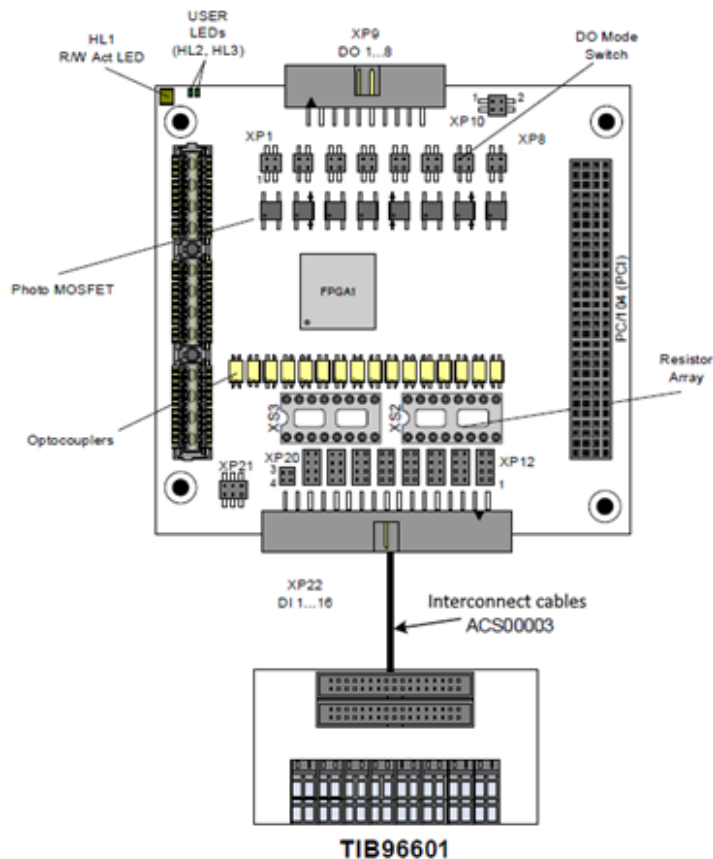 USER
LEDs
(HL2, HL3)
HL1
R/W Act LED
XP9
DO 1...8
DO Mode
Switch
1
2
XP10
XP1
XP8
1
Photo MOSFET
FPGA1
PC/104 (PCI)
Resistor
Array
Optocouplers
XS3
XS2
XP21
XP20
3
4
XP12
1
XP22
DI 1...16
Interconnect cables
ACS00003
TIB96601